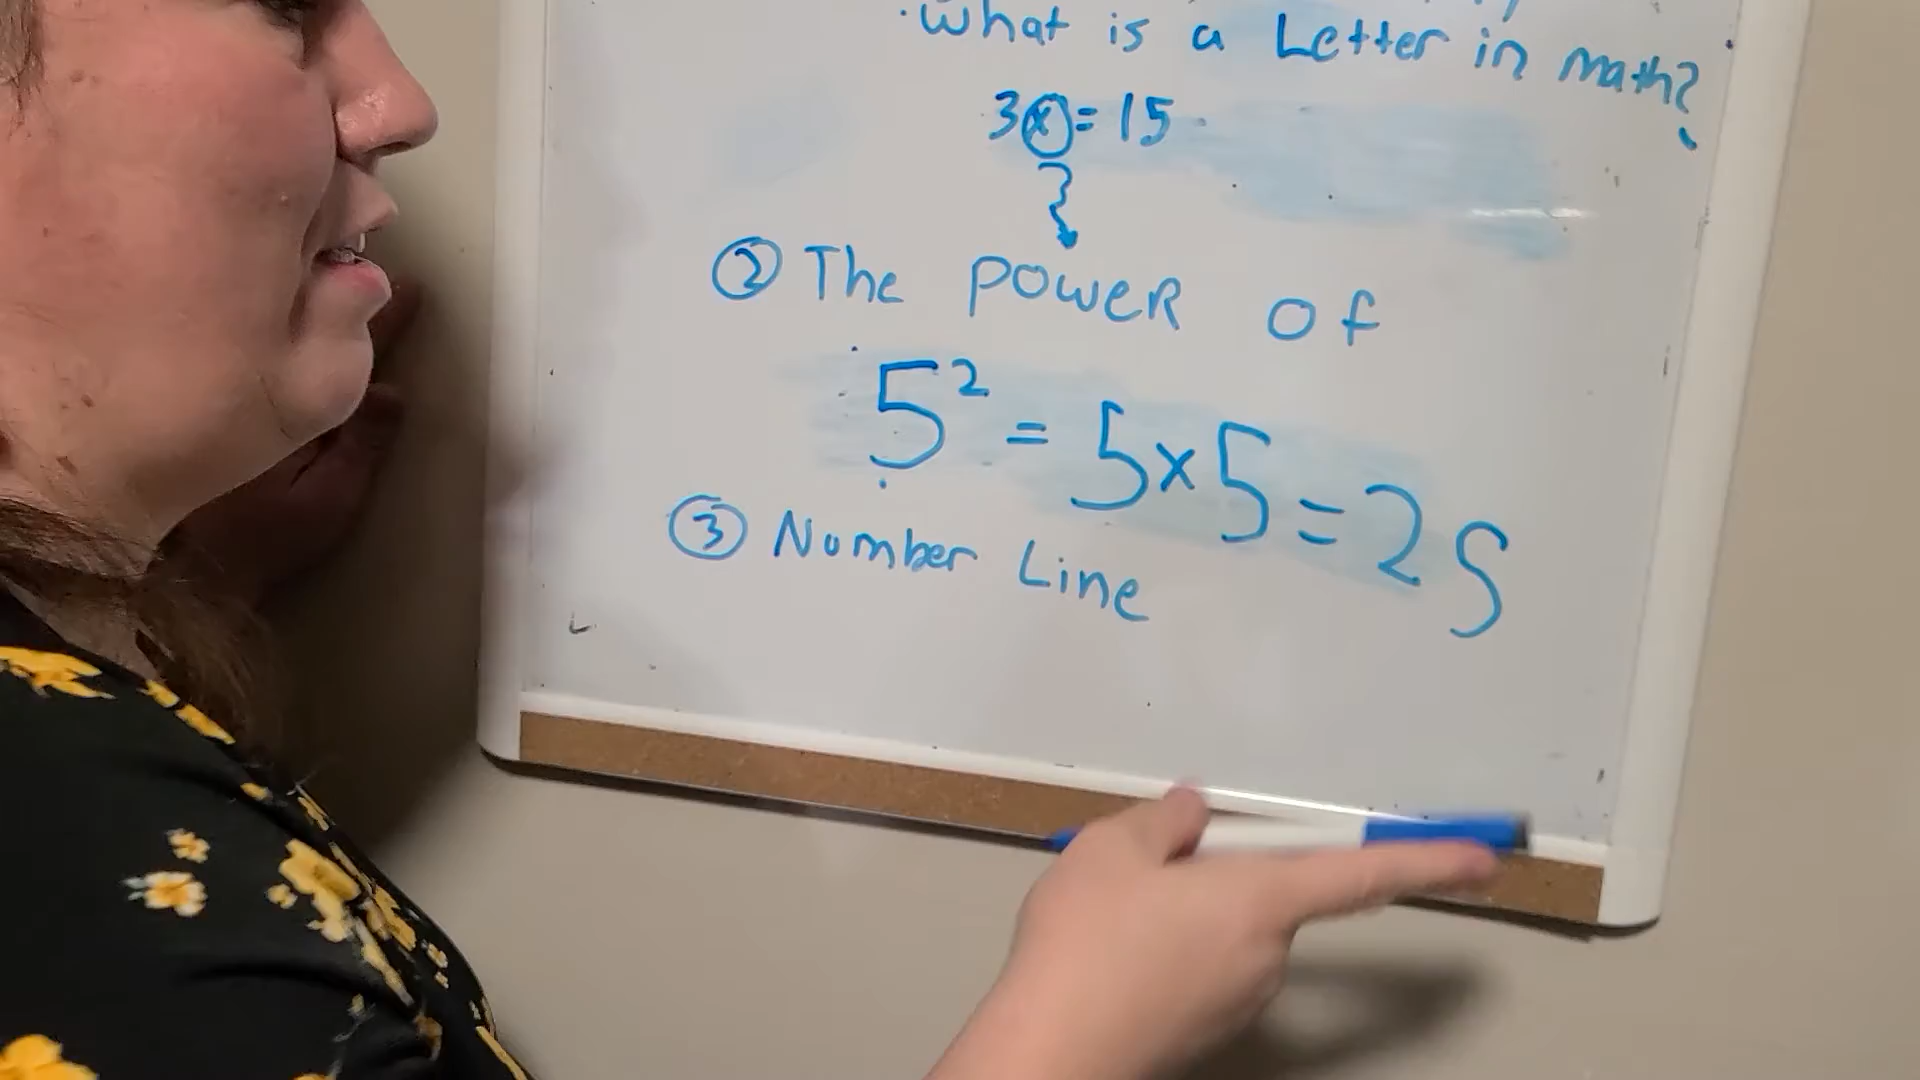 . What is a Letter in math?
3x = 15
② The power of
5² = 5x5=25
③ Number Line